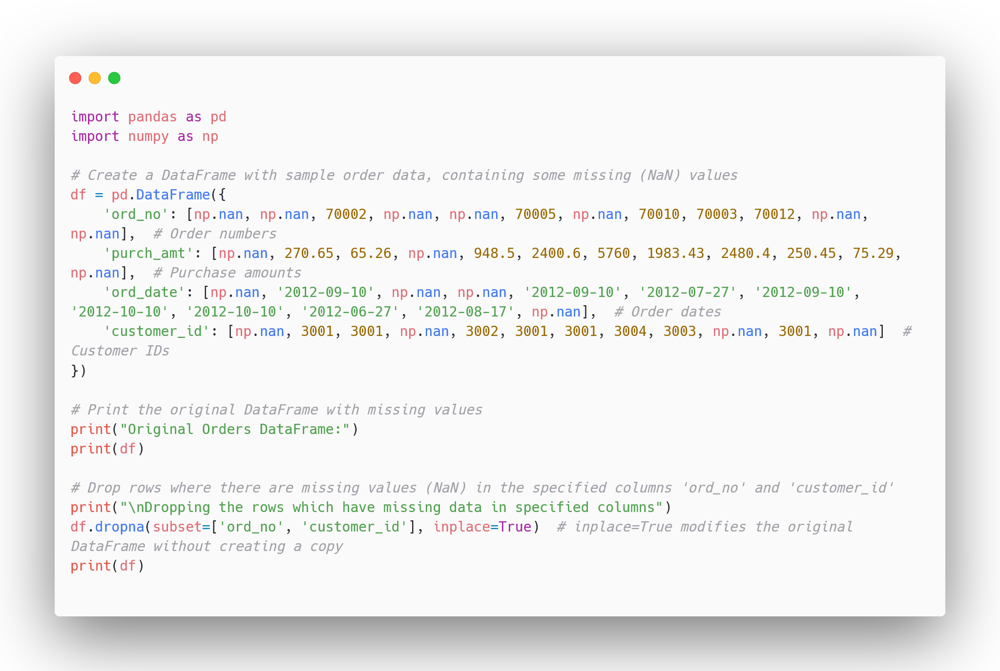 import pandas as pd
import numpy as np

# Create a DataFrame with sample order data, containing some missing (NaN) values
df = pd.DataFrame({
    'ord_no': [np.nan, np.nan, 70002, np.nan, np.nan, 70005, np.nan, 70010, 70003, 70012, np.nan,
np.nan],  # Order numbers
    'purch_amt': [np.nan, 270.65, 65.26, np.nan, 948.5, 2400.6, 5760, 1983.43, 2480.4, 250.45, 75.29,
np.nan],  # Purchase amounts
    'ord_date': [np.nan, '2012-09-10', np.nan, np.nan, '2012-09-10', '2012-07-27', '2012-09-10',
'2012-10-10', '2012-10-10', '2012-06-27', '2012-08-17', np.nan],  # Order dates
    'customer_id': [np.nan, 3001, 3001, np.nan, 3002, 3001, 3001, 3004, 3003, np.nan, 3001, np.nan]  #
Customer IDs
})

# Print the original DataFrame with missing values
print("Original Orders DataFrame:")
print(df)

# Drop rows where there are missing values (NaN) in the specified columns 'ord_no' and 'customer_id'
print("\nDropping the rows which have missing data in specified columns")
df.dropna(subset=['ord_no', 'customer_id'], inplace=True)  # inplace=True modifies the original
DataFrame without creating a copy
print(df)